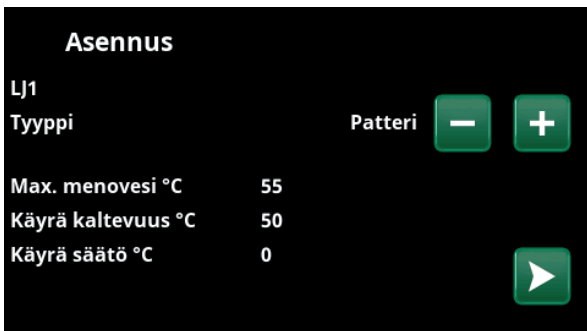 Asennus
LJ1
Tyyppi Patteri
Max. menovesi °C 55
Käyrä kaltevuus °C 50
Käyrä säätö °C 0